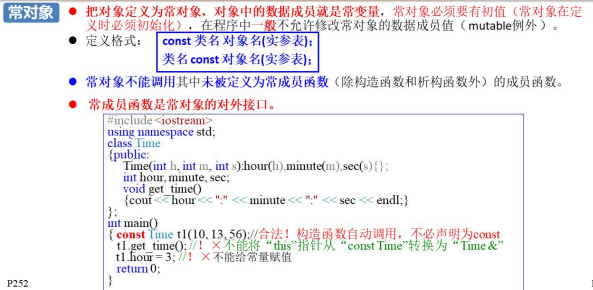 常对象
● 把对象定义为常对象，对象中的数据成员就是常变量，常对象必须要有初值（常对象在定
义时必须初始化），在程序中一般不允许修改常对象的数据成员值（mutable例外）。
● 定义格式： const 类名 对象名(实参表);
类名 const 对象名(实参表);
● 常对象不能调用其中未被定义为常成员函数（除构造函数和析构函数外）的成员函数。
● 常成员函数是常对象的对外接口。
#include <iostream>
using namespace std;
class Time
{public:
Time(int h, int m, int s):hour(h),minute(m),sec(s){};
int hour, minute, sec;
void get_time()
{cout << hour << ":" << minute << ":" << sec << endl;}
};
int main()
{ const Time t1(10, 13, 56);//合法！构造函数自动调用，不必声明为const
t1.get_time();//！×不能将“this”指针从“const Time”转换为“Time &”
t1.hour = 3; //！×不能给常量赋值
return 0;
}
P252